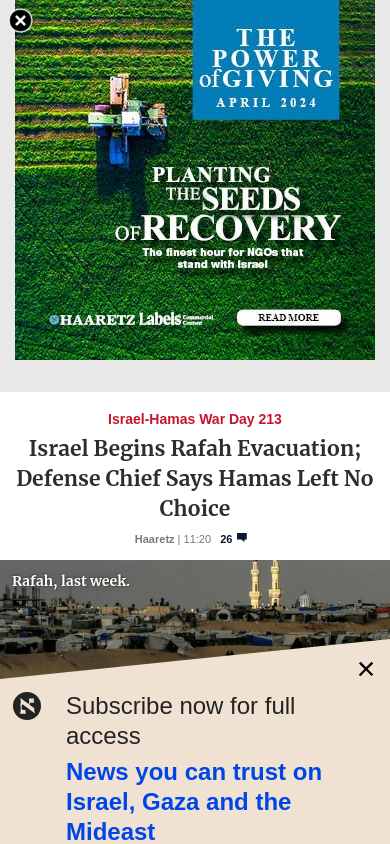 THE
POWER
of GIVING
APRIL 2024
PLANTING
THE SEEDS
OF RECOVERY
The finest hour for NGOs that
stand with Israel
HAARETZ Labels Commercial Content
READ MORE
Israel-Hamas War Day 213
Israel Begins Rafah Evacuation;
Defense Chief Says Hamas Left No
Choice
Haaretz | 11:20 26
Rafah, last week.
Subscribe now for full
access
News you can trust on
Israel, Gaza and the
Mideast